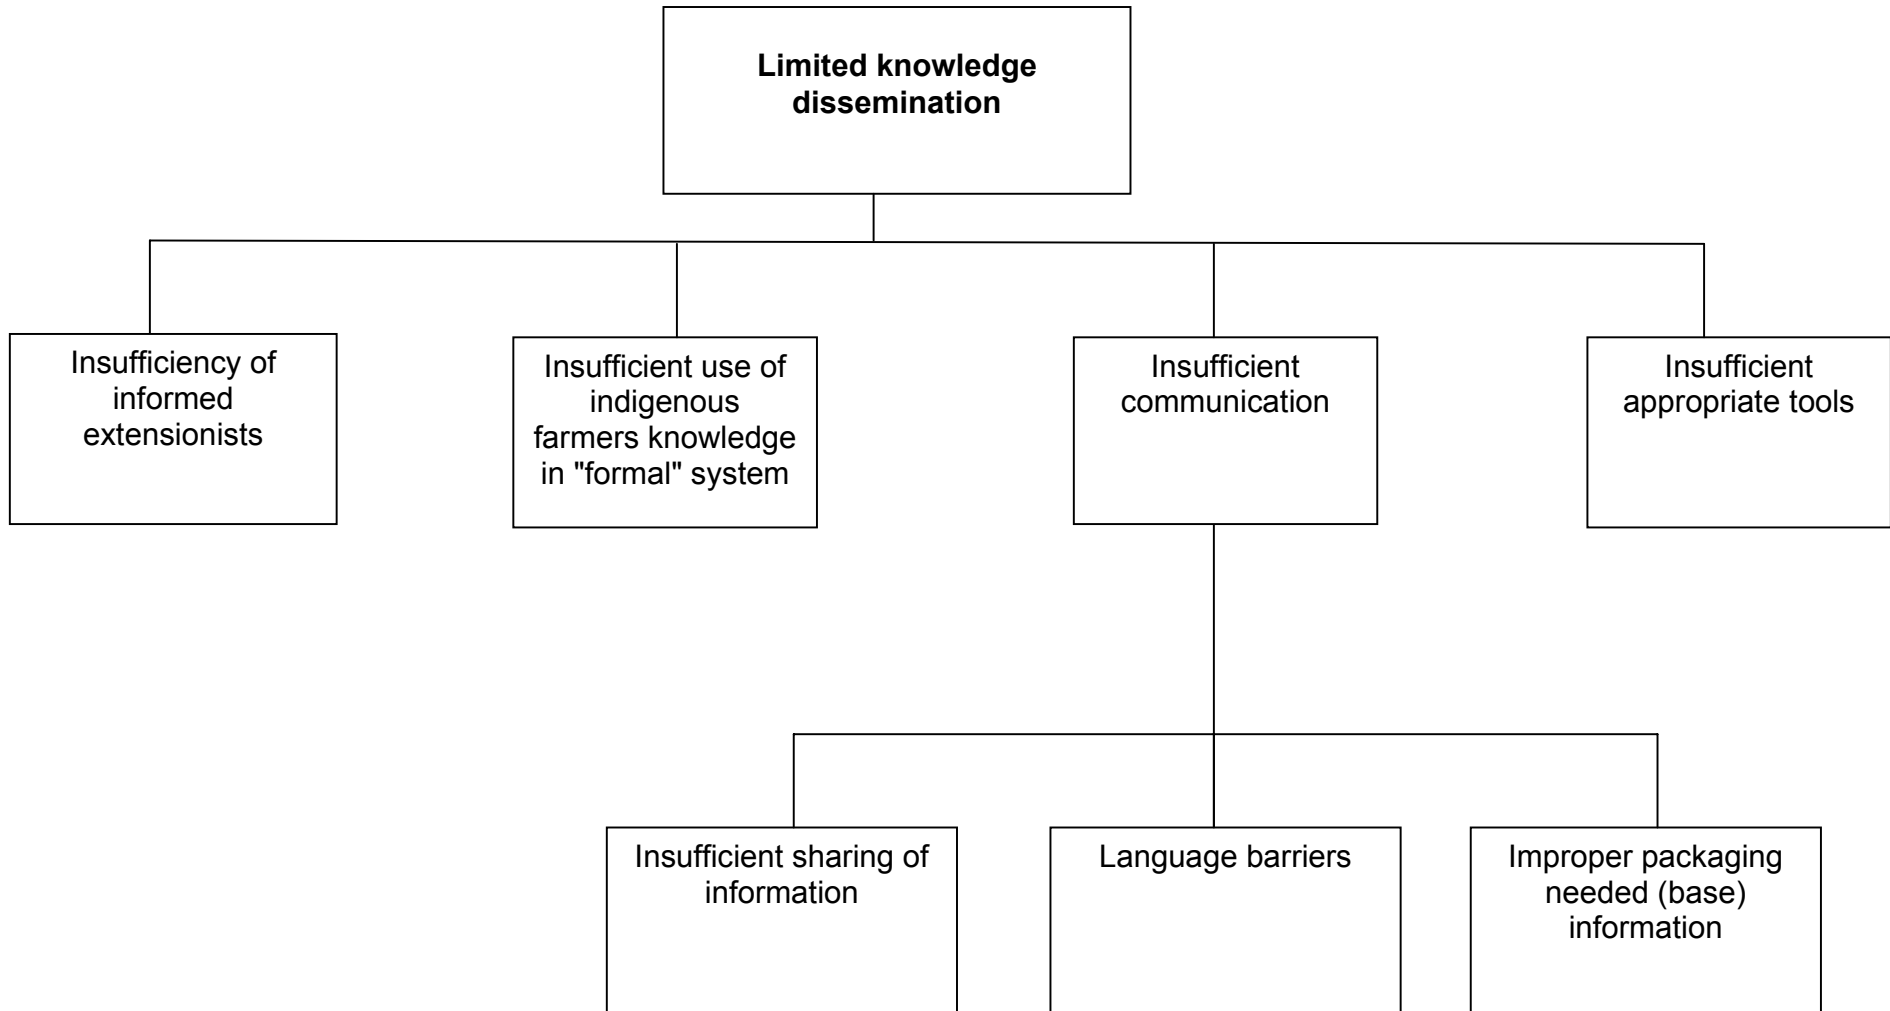 Limited knowledge
dissemination
Insufficiency of
informed
extensionists
Insufficient use of
indigenous
farmers knowledge
in "formal" system
Insufficient
communication
Insufficient
appropriate tools
Insufficient sharing of
information
Language barriers
Improper packaging
needed (base)
information